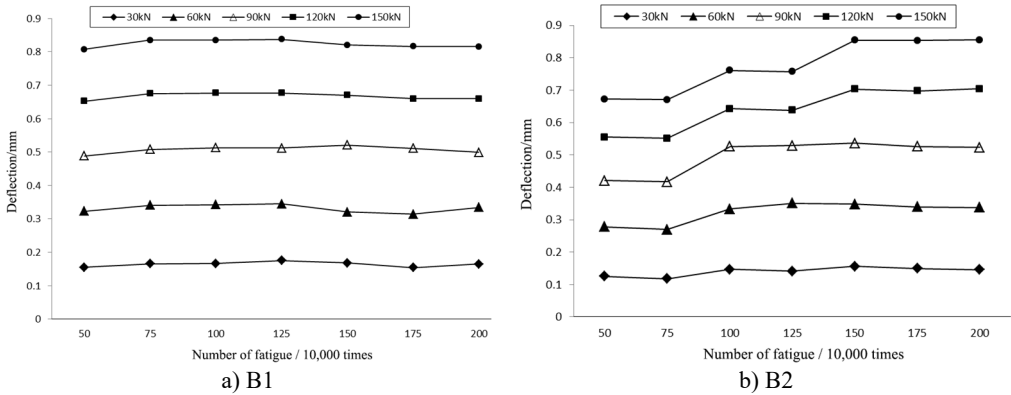 30kN 60kN 90kN 120kN 150kN
0.9
0.8
0.7
0.6
0.5
0.4
0.3
0.2
0.1
0
Deflection/mm
50 75 100 125 150 175 200
Number of fatigue / 10,000 times
a) B1
30kN 60kN 90kN 120kN 150kN
0.9
0.8
0.7
0.6
0.5
0.4
0.3
0.2
0.1
0
Deflection/mm
50 75 100 125 150 175 200
Number of fatigue / 10,000 times
b) B2